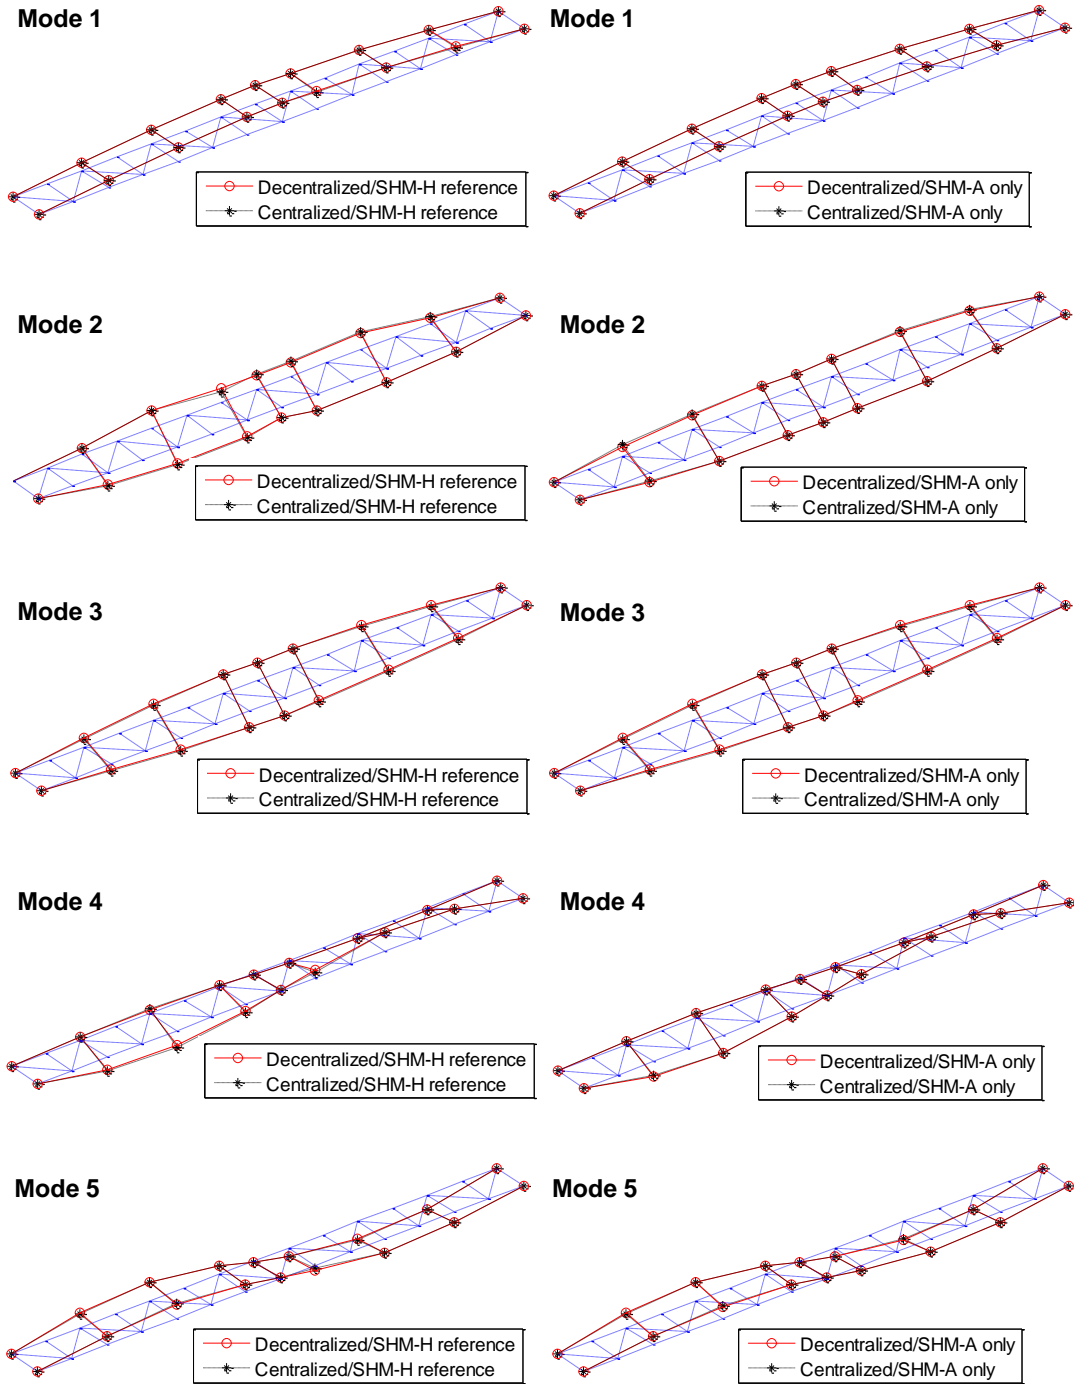 Mode 1
Mode 1
Decentralized/SHM-H reference
Centralized/SHM-H reference
Decentralized/SHM-A only
Centralized/SHM-A only
Mode 2
Mode 2
Decentralized/SHM-H reference
Centralized/SHM-H reference
Decentralized/SHM-A only
Centralized/SHM-A only
Mode 3
Mode 3
Decentralized/SHM-H reference
Centralized/SHM-H reference
Decentralized/SHM-A only
Centralized/SHM-A only
Mode 4
Mode 4
Decentralized/SHM-H reference
Centralized/SHM-H reference
Decentralized/SHM-A only
Centralized/SHM-A only
Mode 5
Mode 5
Decentralized/SHM-H reference
Centralized/SHM-H reference
Decentralized/SHM-A only
Centralized/SHM-A only